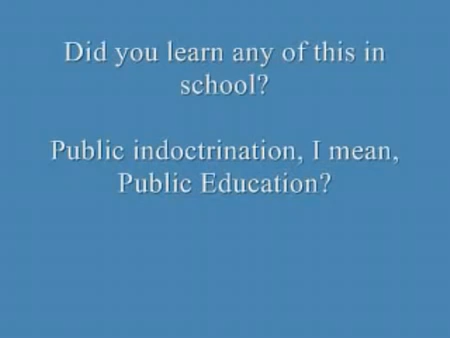 Did you learn any of this in
school?
Public indoctrination, I mean,
Public Education?